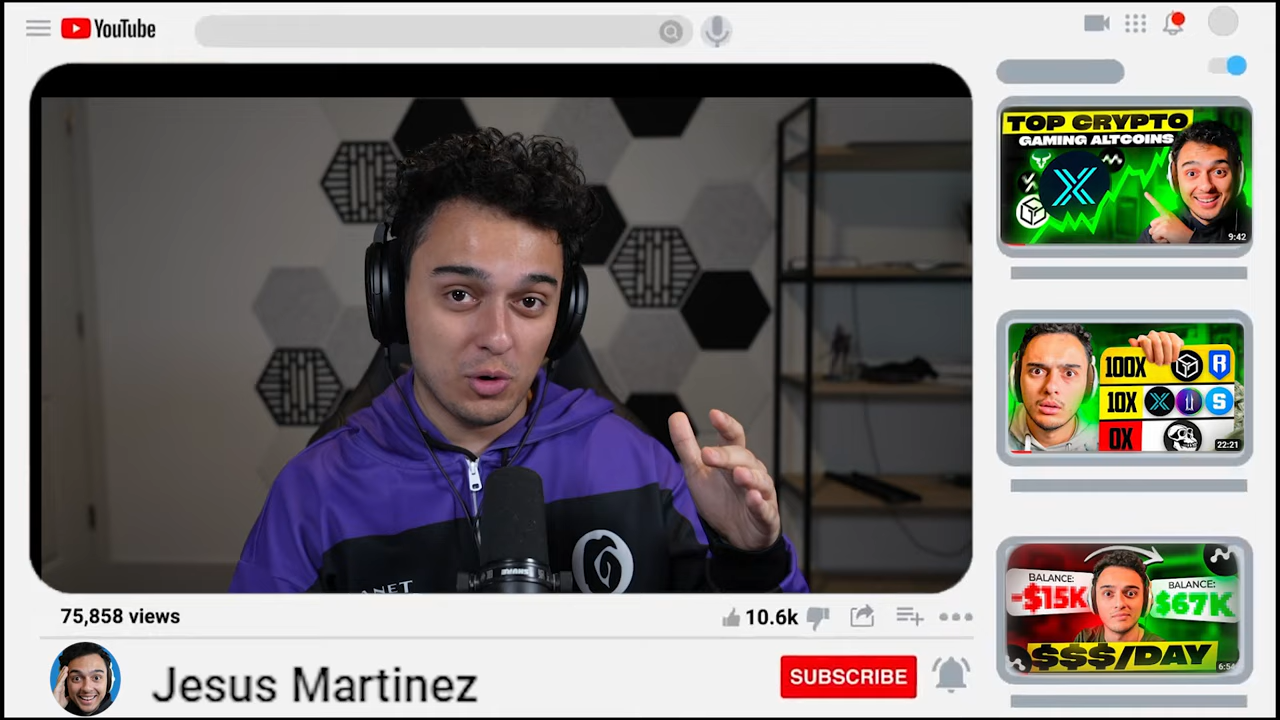 YouTube
TOP CRYPTO
GAMING ALTCOINS
9:42
100X
10X
0X
22:21
BALANCE:
-$15K
BALANCE:
$67K
$$$/DAY
6:54
ANET
75,858 views
10.6k
Jesus Martinez
SUBSCRIBE